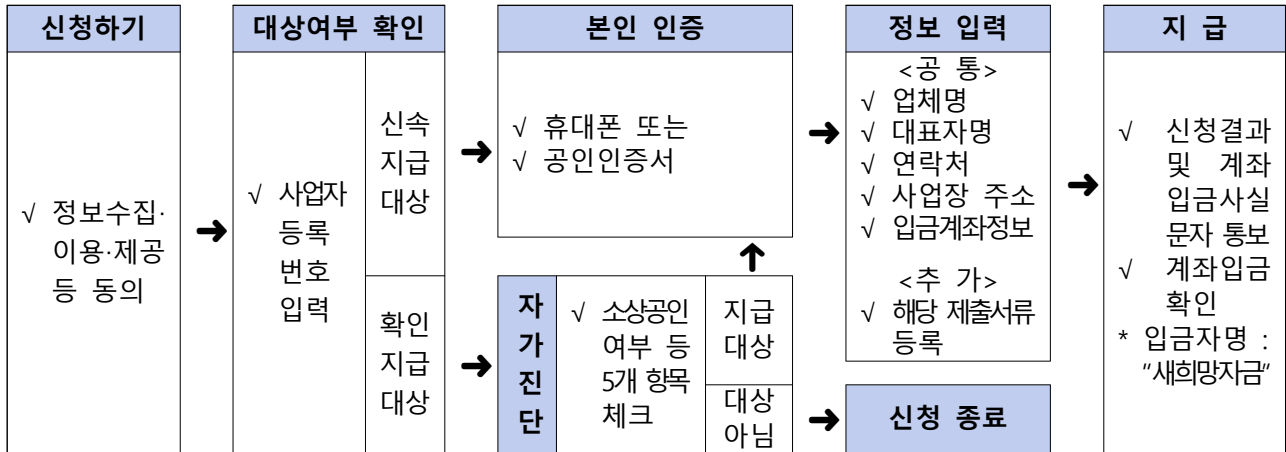 신청하기
√ 정보수집·
이용·제공
등 동의
대상여부 확인
√ 사업자
등록
번호
입력
신속
지급
대상
확인
지급
대상
본인 인증
√ 휴대폰 또는
√ 공인인증서
자
가
진
단
√ 소상공인
여부 등
5개 항목
체크
지급
대상
대상
아님
정보 입력
<공 통>
√ 업체명
√ 대표자명
√ 연락처
√ 사업장 주소
√ 입금계좌정보
<추 가>
√ 해당 제출서류
등록
신청 종료
지 급
√ 신청결과
및 계좌
입금사실
문자 통보
√ 계좌입금
확인
* 입금자명 :
"새희망자금"